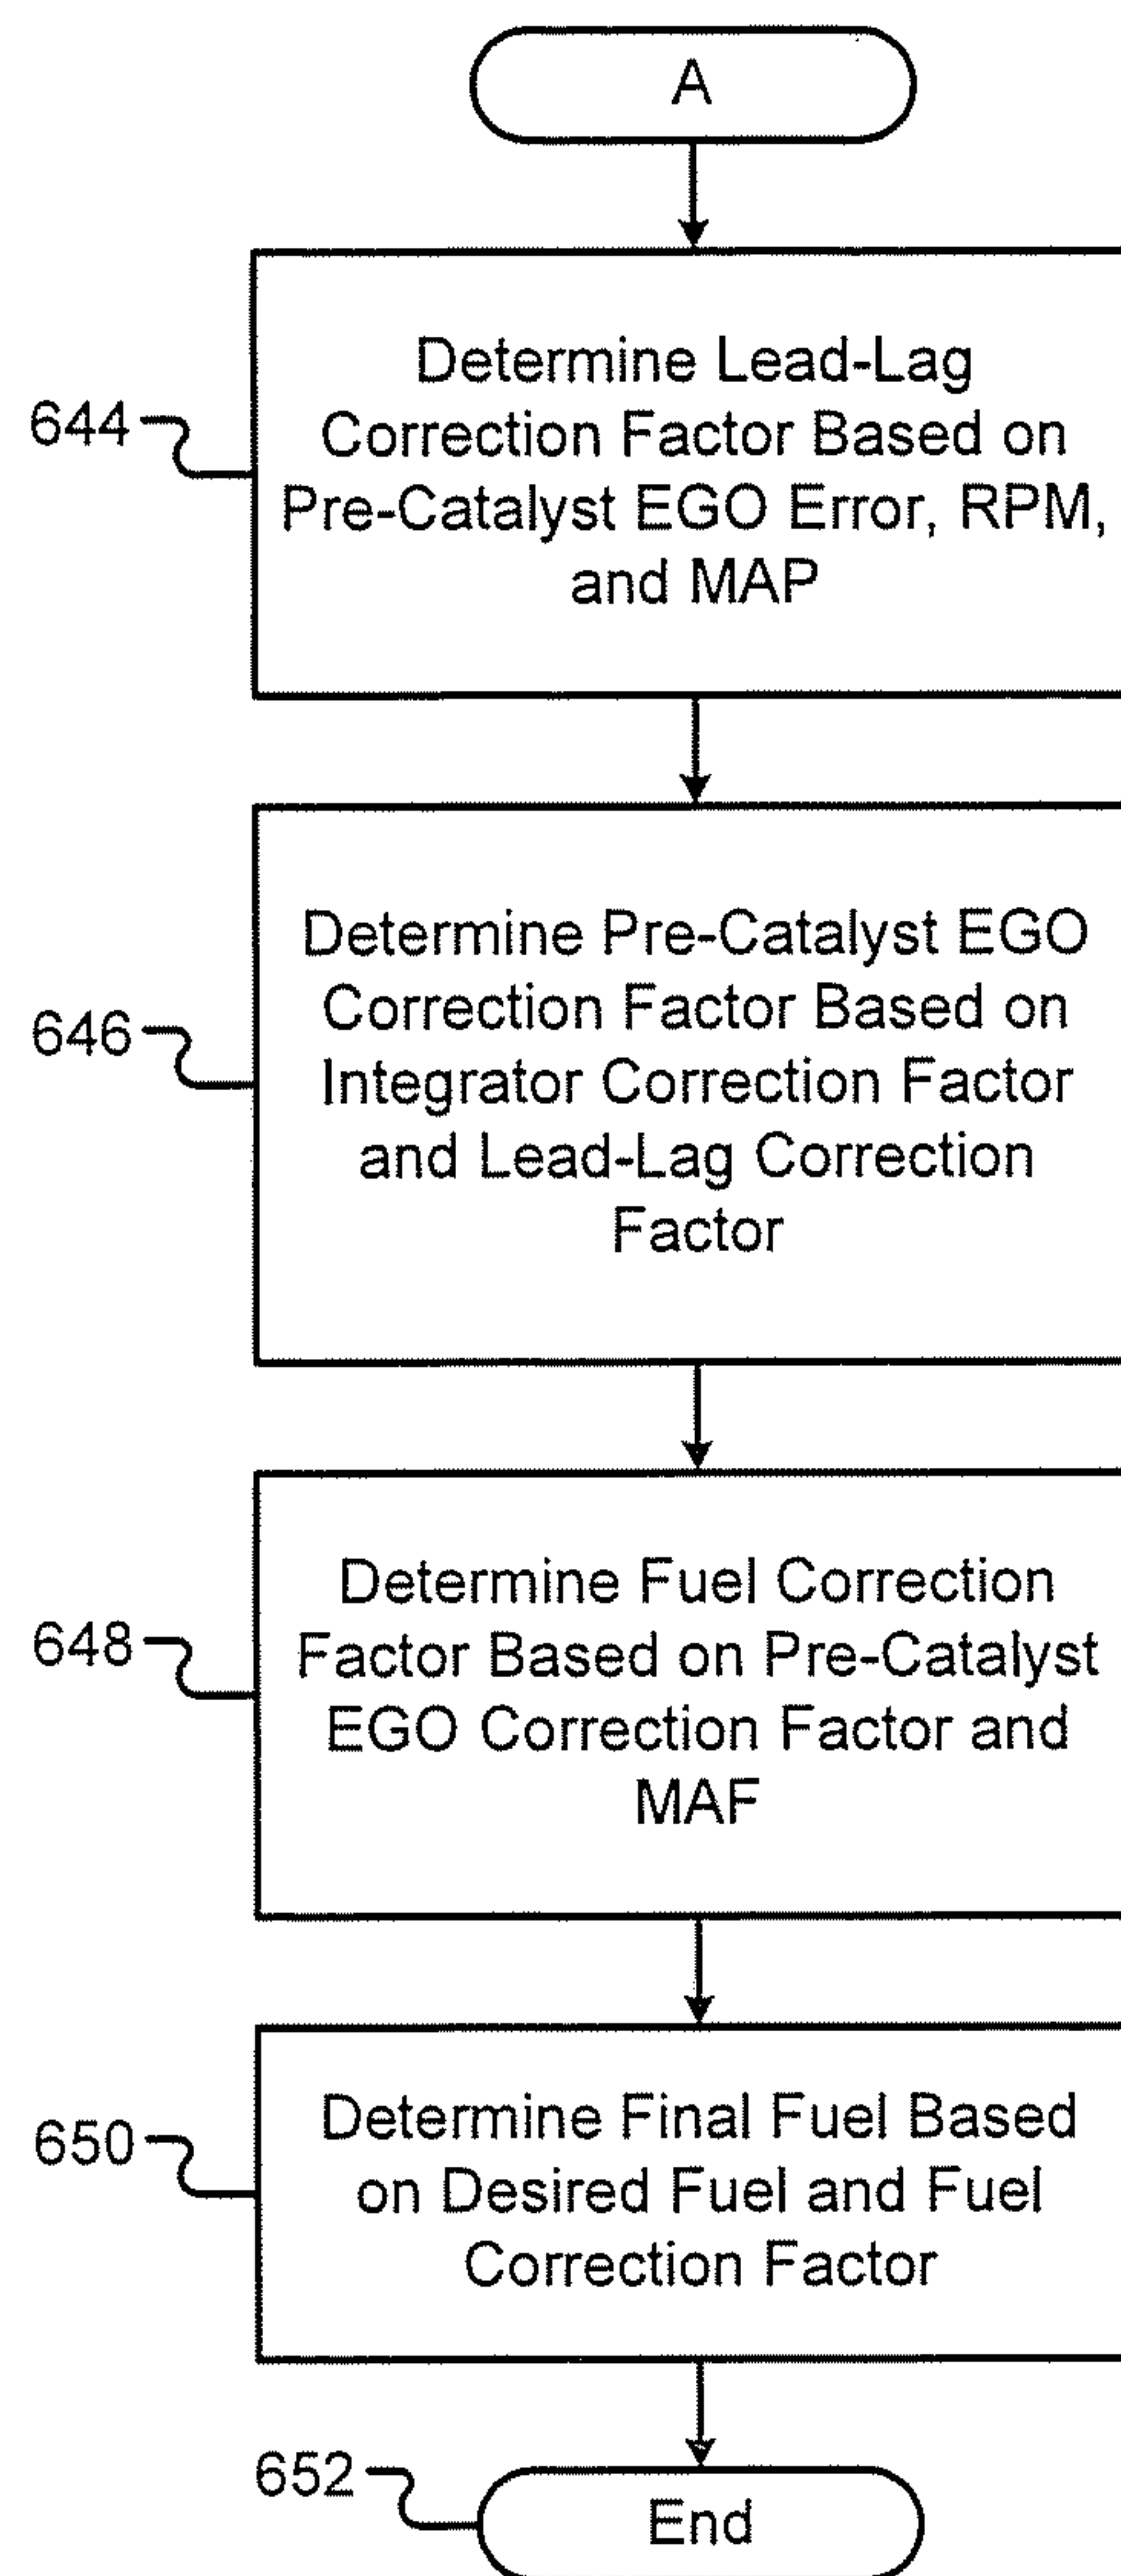 A
Determine Lead-Lag
Correction Factor Based on
Pre-Catalyst EGO Error, RPM,
and MAP
644
Determine Pre-Catalyst EGO
Correction Factor Based on
Integrator Correction Factor
and Lead-Lag Correction
Factor
646
Determine Fuel Correction
Factor Based on Pre-Catalyst
EGO Correction Factor and
MAF
648
Determine Final Fuel Based
on Desired Fuel and Fuel
Correction Factor
650
652
End